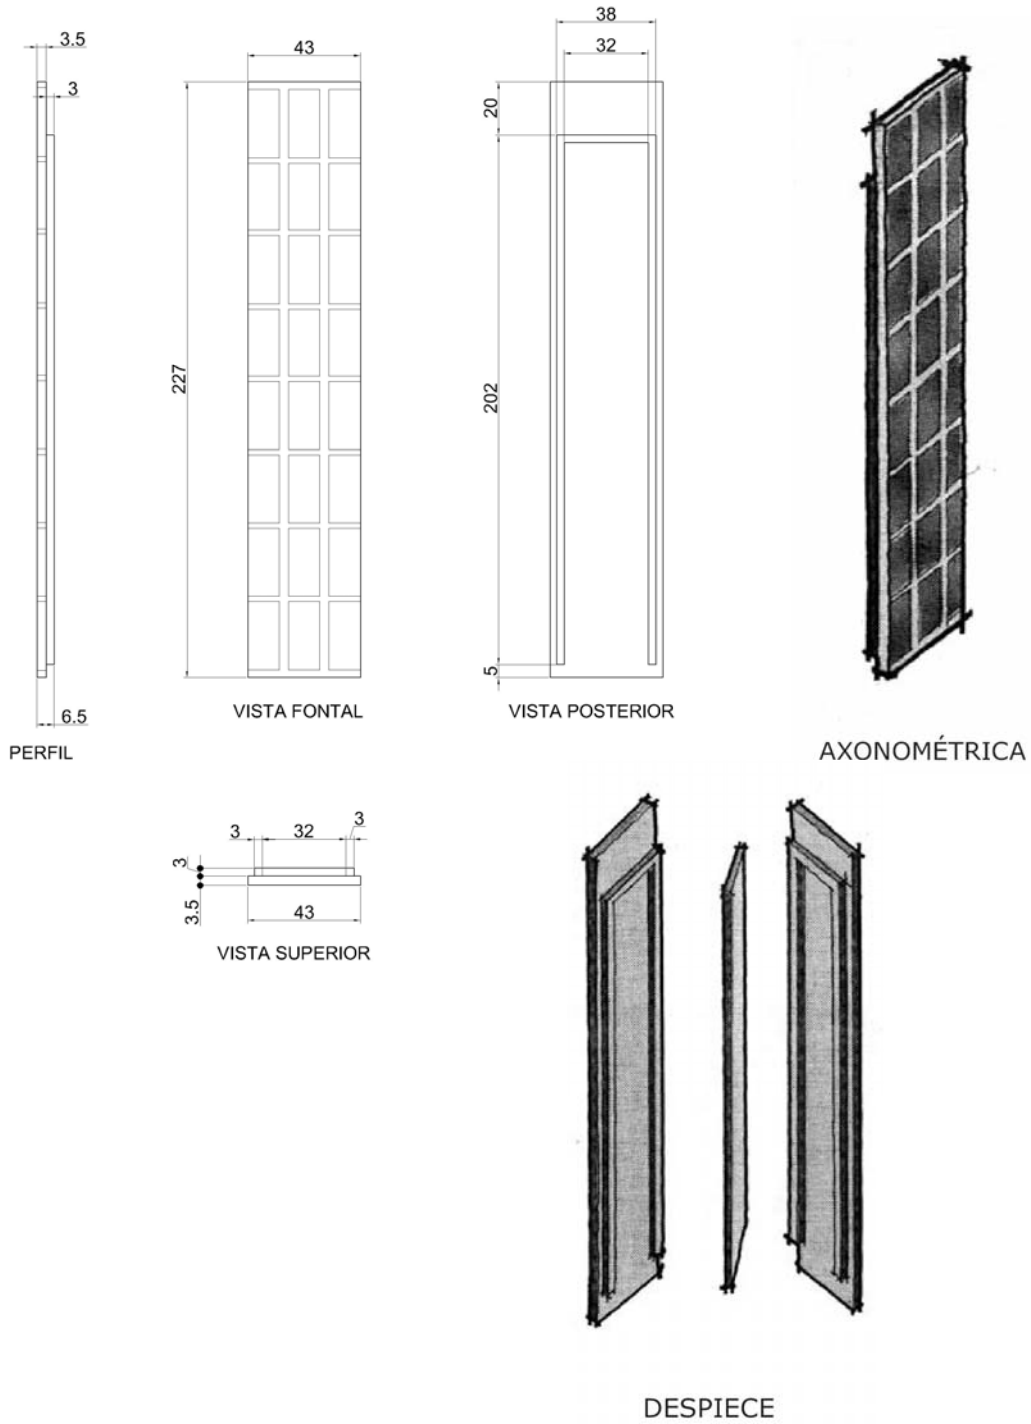 3.5
3
6.5
PERFIL
43
227
VISTA FONTAL
38
32
20
202
5
VISTA POSTERIOR
AXONOMÉTRICA
3
32
3
3
3.5
43
VISTA SUPERIOR
DESPIECE